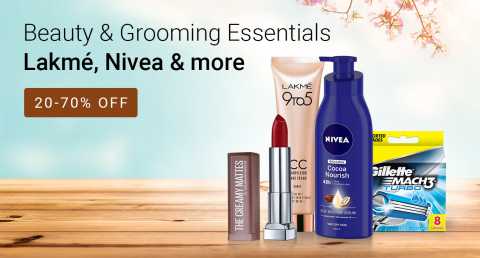 Beauty & Grooming Essentials
Lakmé, Nivea & more
20-70% OFF
THE CREAMY MATTES
LAKMÉ
9to5
CC
NIVEA
Cocoa
Nourish
48h
Gillette
MACH3
TURBO
8